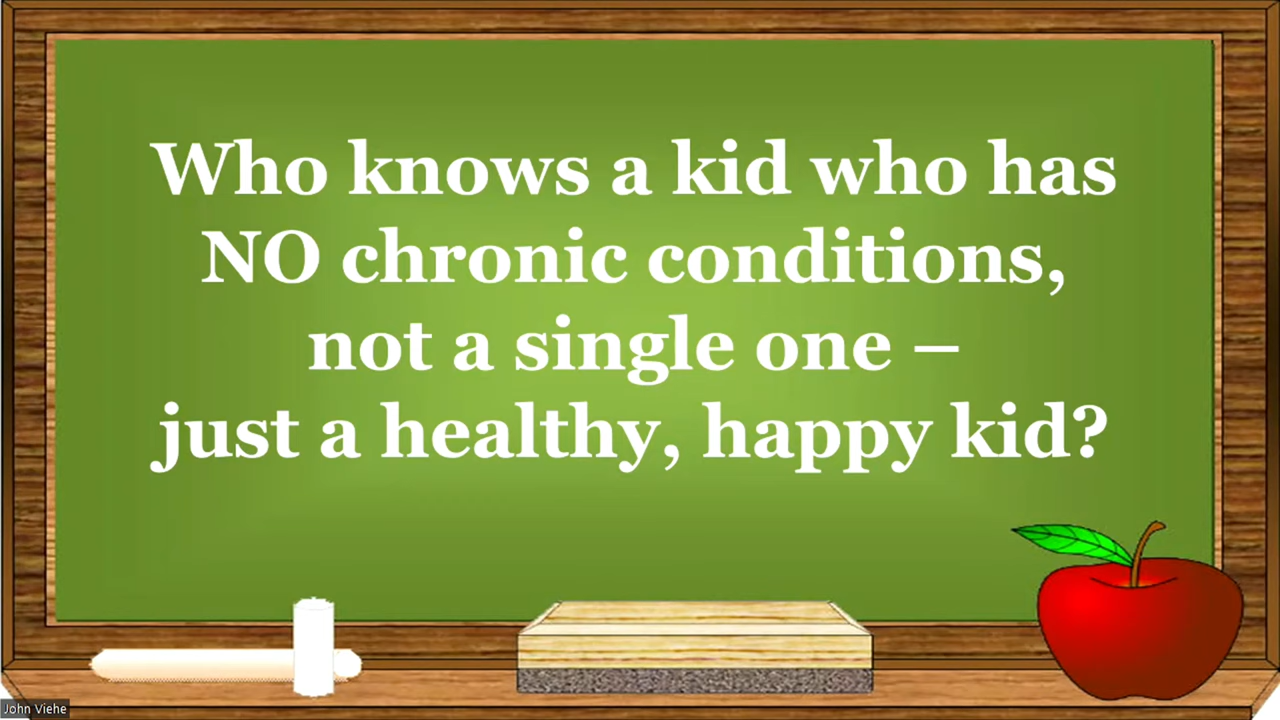 Who knows a kid who has
NO chronic conditions,
not a single one –
just a healthy, happy kid?
John Viehe